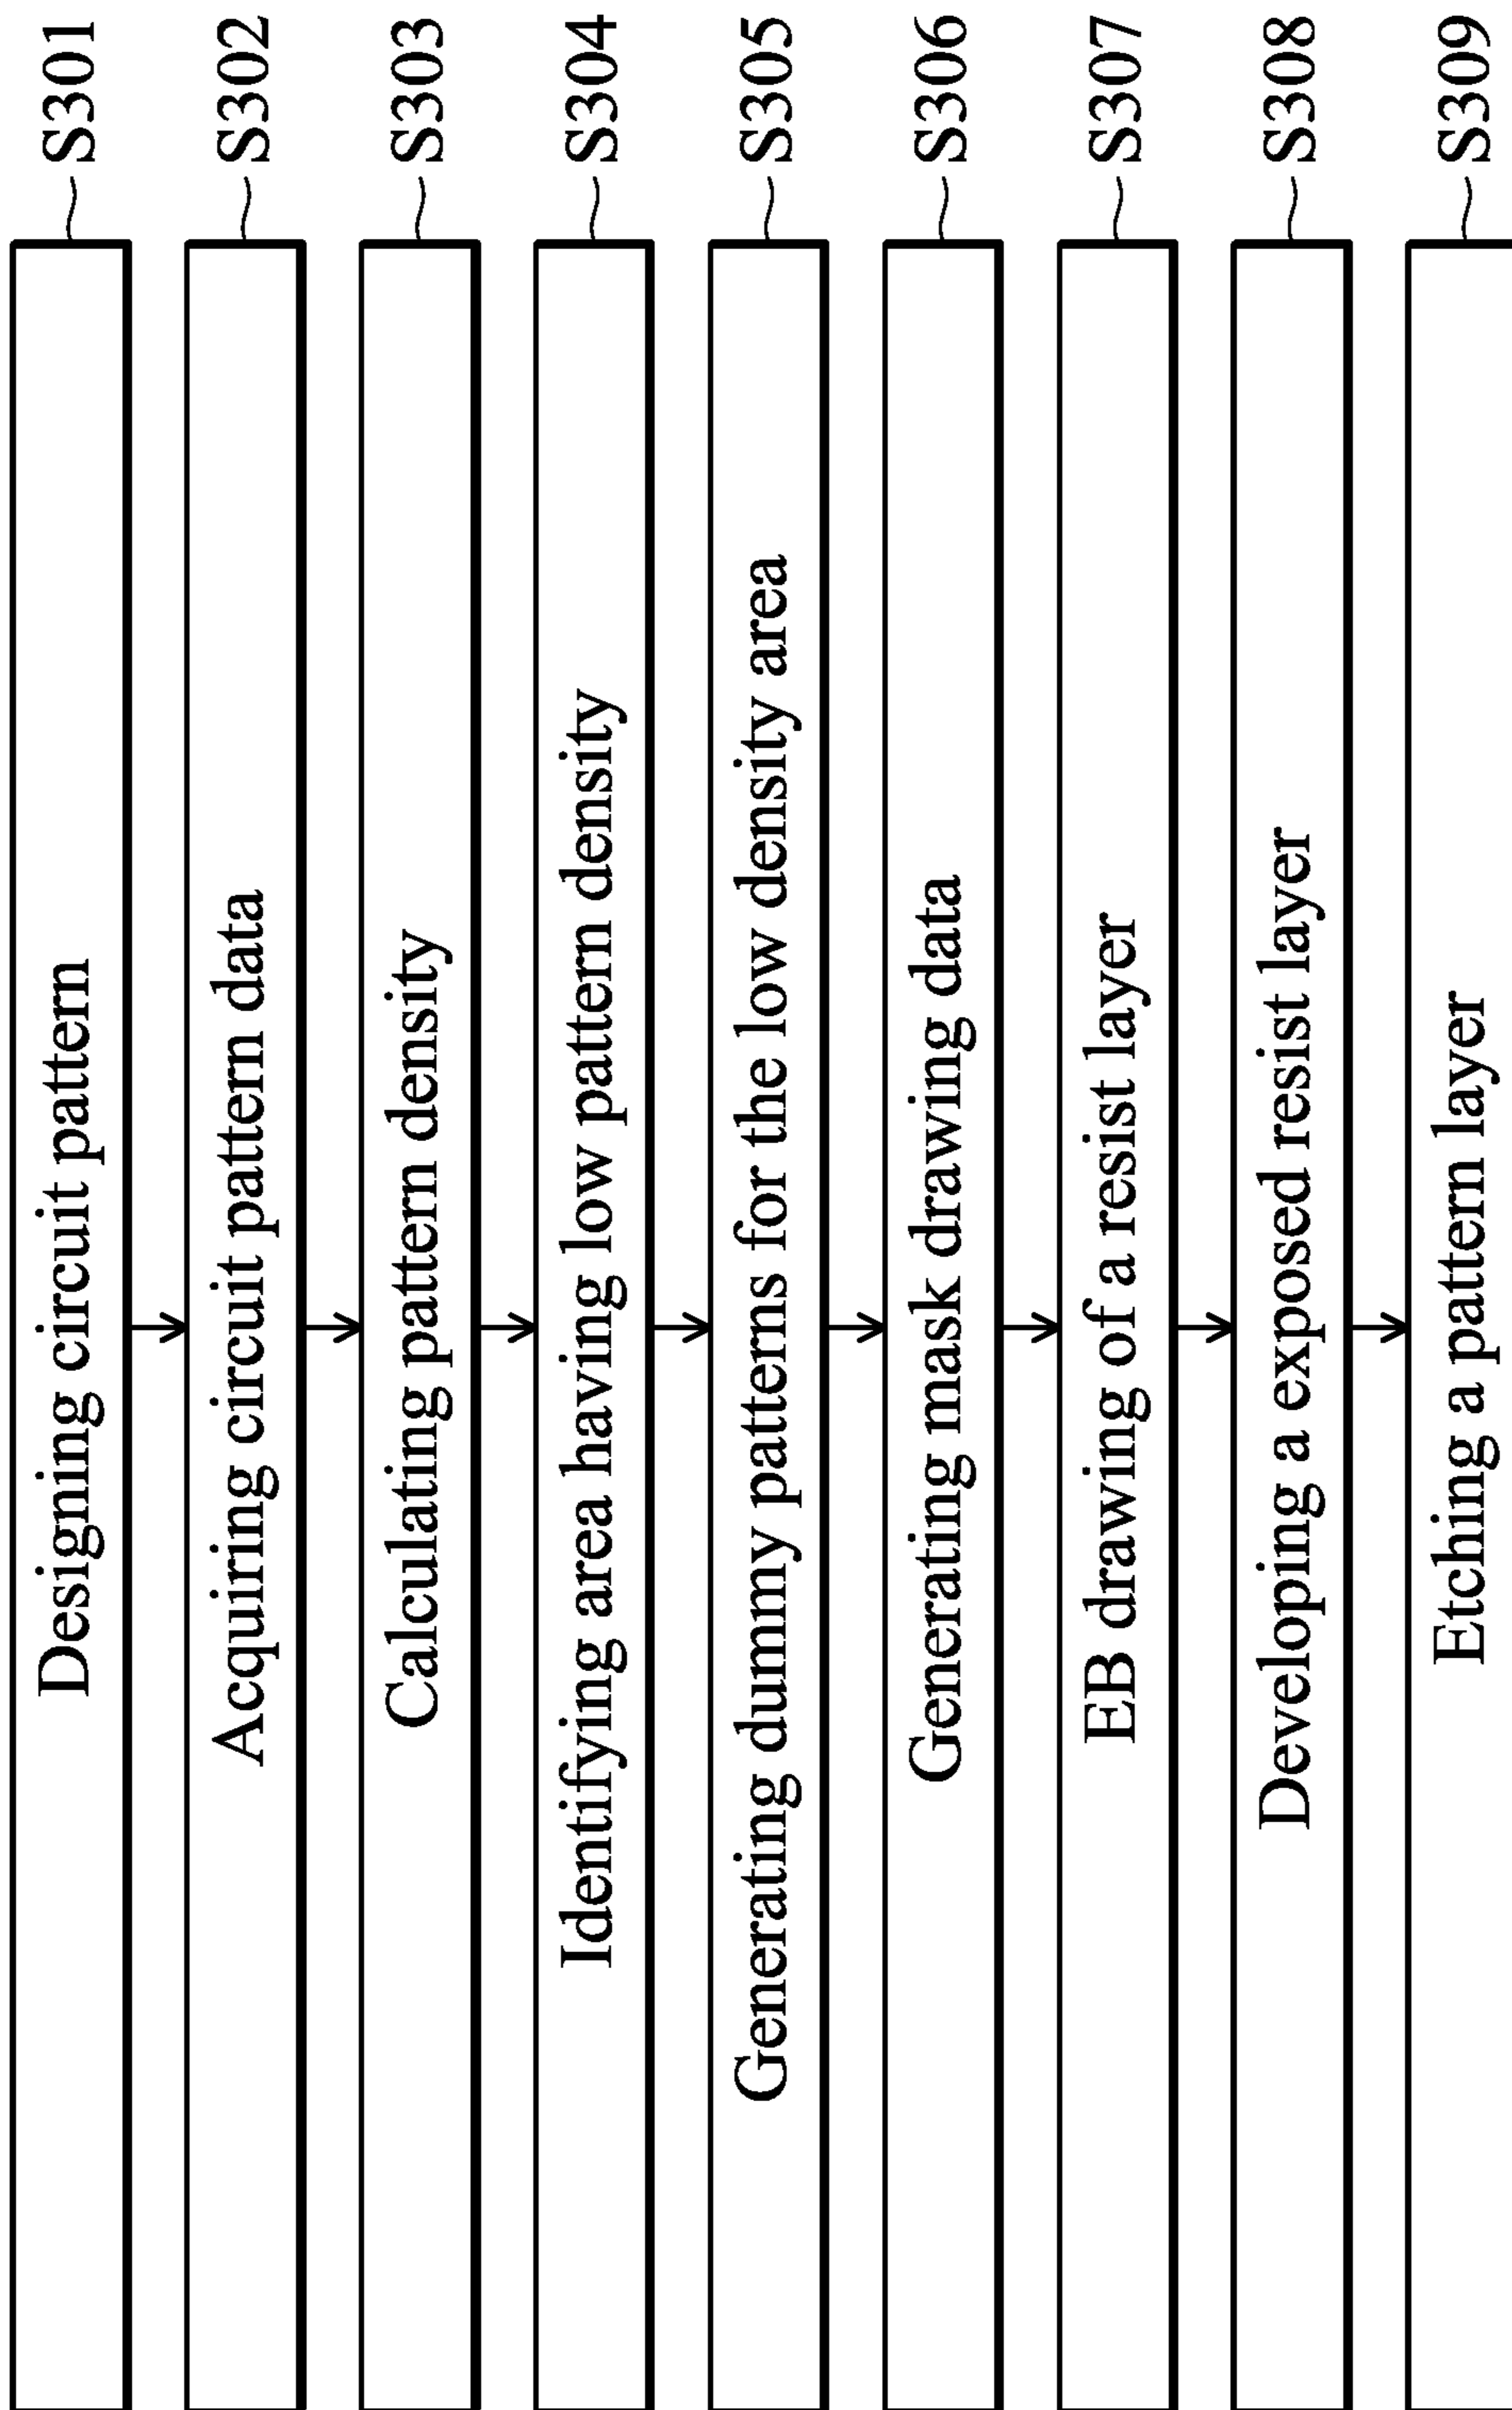 Designing circuit pattern S301
Acquiring circuit pattern data S302
Calculating pattern density S303
Identifying area having low pattern density S304
Generating dummy patterns for the low density area S305
Generating mask drawing data S306
EB drawing of a resist layer S307
Developing a exposed resist layer S308
Etching a pattern layer S309